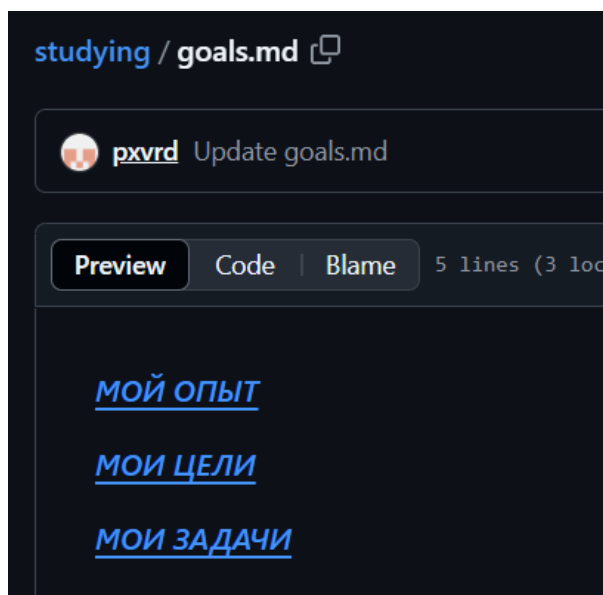 studying / goals.md
pxvrd Update goals.md
Preview Code Blame 5 lines (3 loc
МОЙ ОПЫТ
МОИ ЦЕЛИ
МОИ ЗАДАЧИ